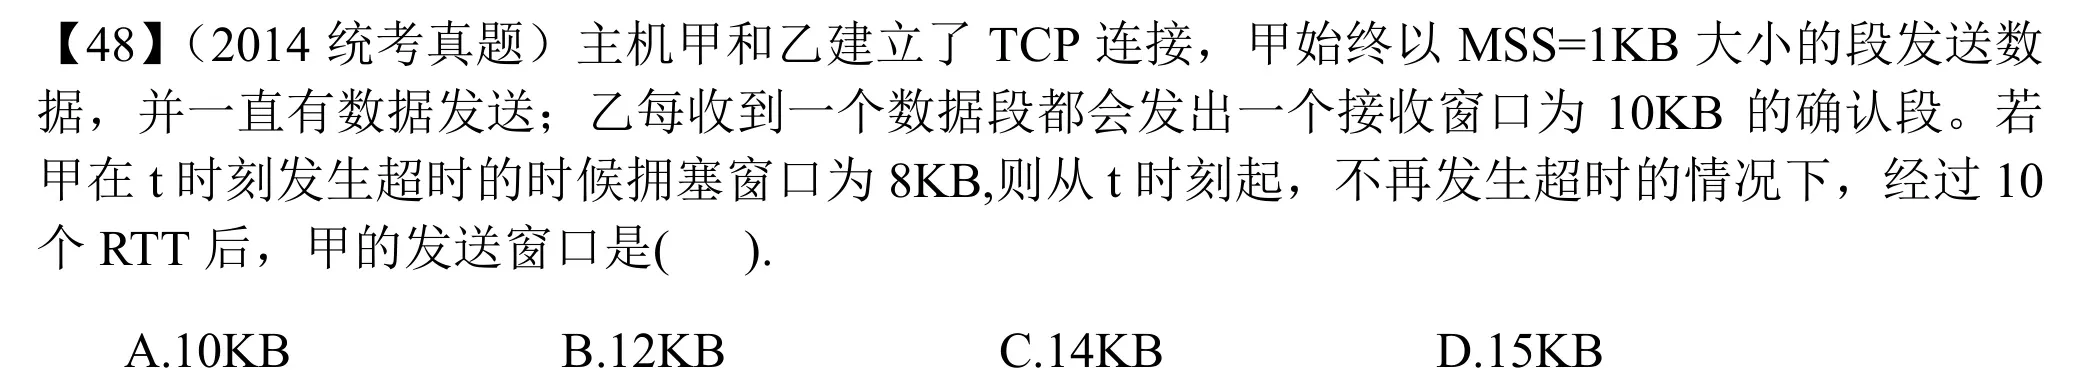 【48】（2014 统考真题）主机甲和乙建立了 TCP 连接，甲始终以 MSS=1KB 大小的段发送数
据，并一直有数据发送；乙每收到一个数据段都会发出一个接收窗口为 10KB 的确认段。若
甲在 t 时刻发生超时的时候拥塞窗口为 8KB,则从 t 时刻起，不再发生超时的情况下，经过 10
个 RTT 后，甲的发送窗口是(    ).
A.10KB B.12KB C.14KB D.15KB